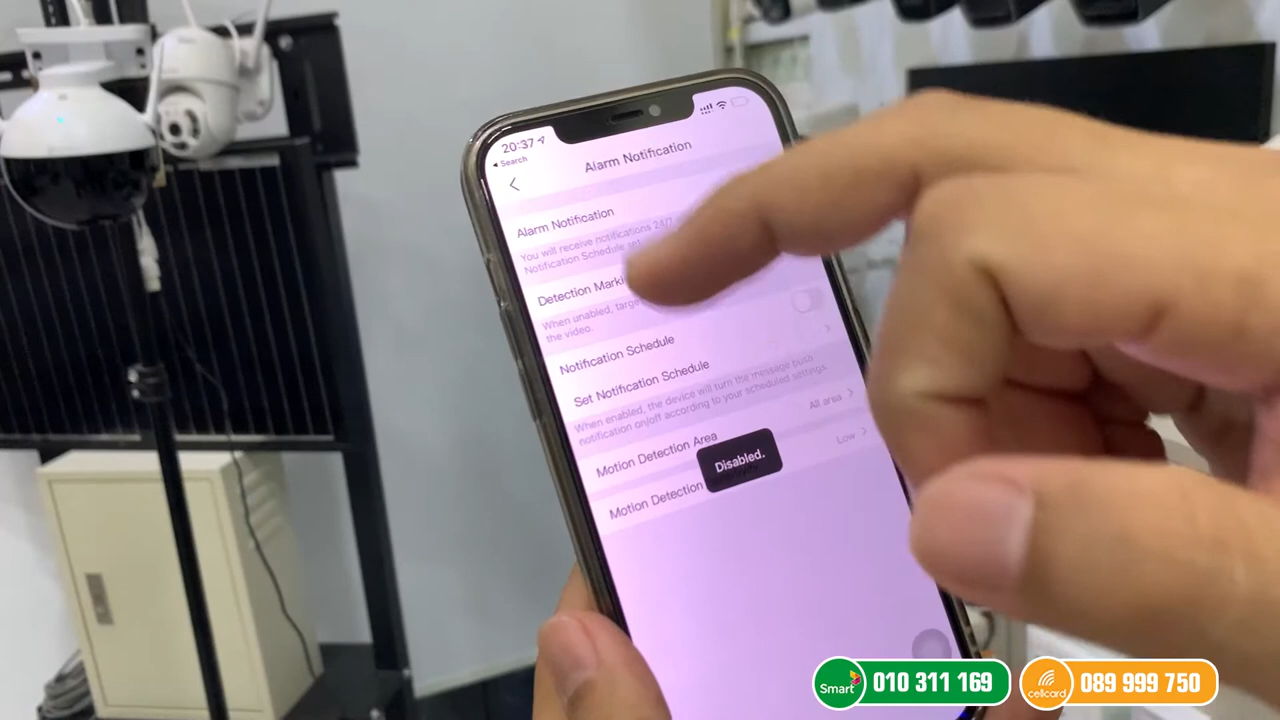 20:37
Search
Alarm Notification
Alarm Notification
You will receive notifications 24/7
Notification Schedule set
Detection Marki
When unabled, targe
the video.
Notification Schedule
Set Notification Schedule
When enabled, the device will turn the message push
notification on/off according to your scheduled settings.
Motion Detection Area
All area
Disabled.
Motion Detection
Low
Smart
010 311 169
cellcard
089 999 750